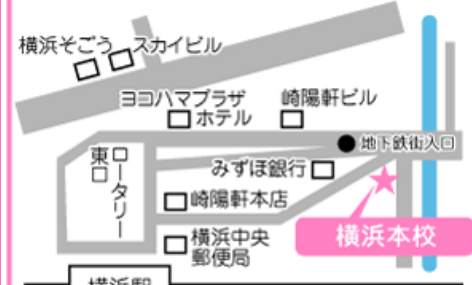 横浜そごう
スカイビル
ヨコハマプラザ
ホテル
崎陽軒ビル
地下鉄街入口
みずほ銀行
東口
ロータリー
崎陽軒本店
横浜本校
横浜中央
郵便局
横浜駅